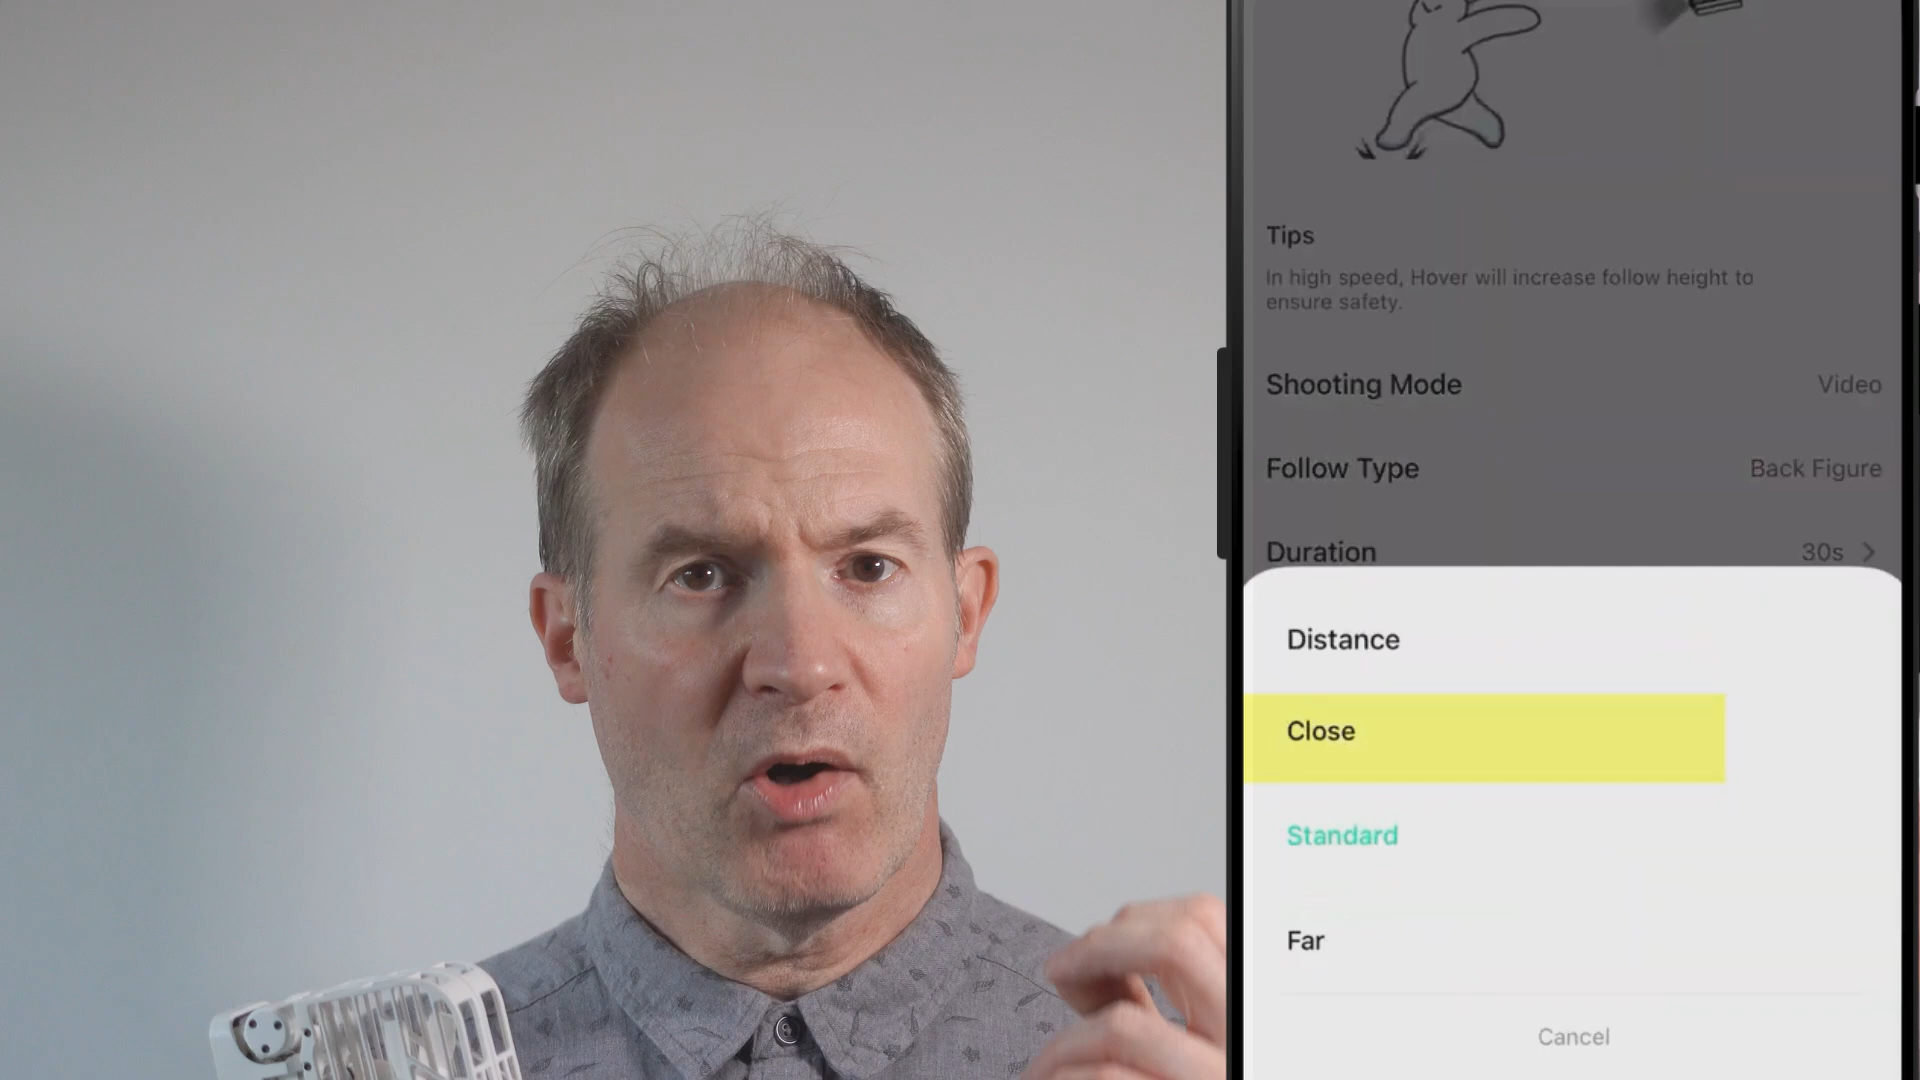 Tips
In high speed, Hover will increase follow height to
ensure safety.
Shooting Mode Video
Follow Type Back Figure
Duration 30s
Distance
Close
Standard
Far
Cancel